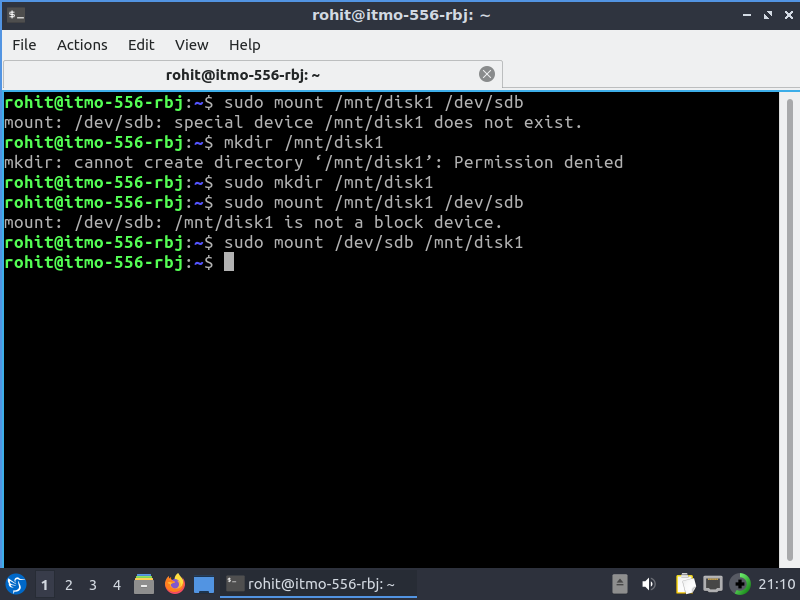 rohit@itmo-556-rbj: ~
File Actions Edit View Help
rohit@itmo-556-rbj: ~
rohit@itmo-556-rbj:~$ sudo mount /mnt/disk1 /dev/sdb
mount: /dev/sdb: special device /mnt/disk1 does not exist.
rohit@itmo-556-rbj:~$ mkdir /mnt/disk1
mkdir: cannot create directory ‘/mnt/disk1’: Permission denied
rohit@itmo-556-rbj:~$ sudo mkdir /mnt/disk1
rohit@itmo-556-rbj:~$ sudo mount /mnt/disk1 /dev/sdb
mount: /dev/sdb: /mnt/disk1 is not a block device.
rohit@itmo-556-rbj:~$ sudo mount /dev/sdb /mnt/disk1
rohit@itmo-556-rbj:~$
1 2 3 4 rohit@itmo-556-rbj: ~ 21:10